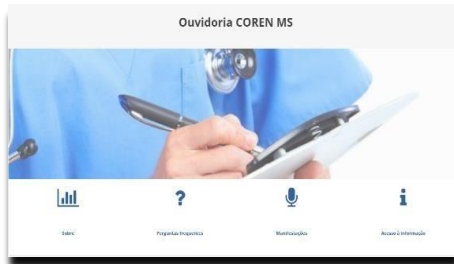 Ouvidoria COREN MS
Sobre
Perguntas Frequentes
Manifestações
Acesso à Informação